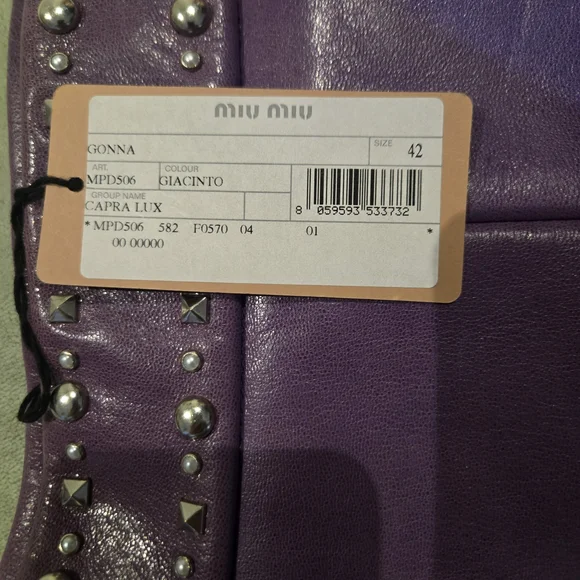 miu miu
SIZE
GONNA 42
ART. COLOUR
MPD506 GIACINTO
GROUP NAME
CAPRA LUX
8 059593 533732
* MPD506 582 F0570 04 01 *
00 00000